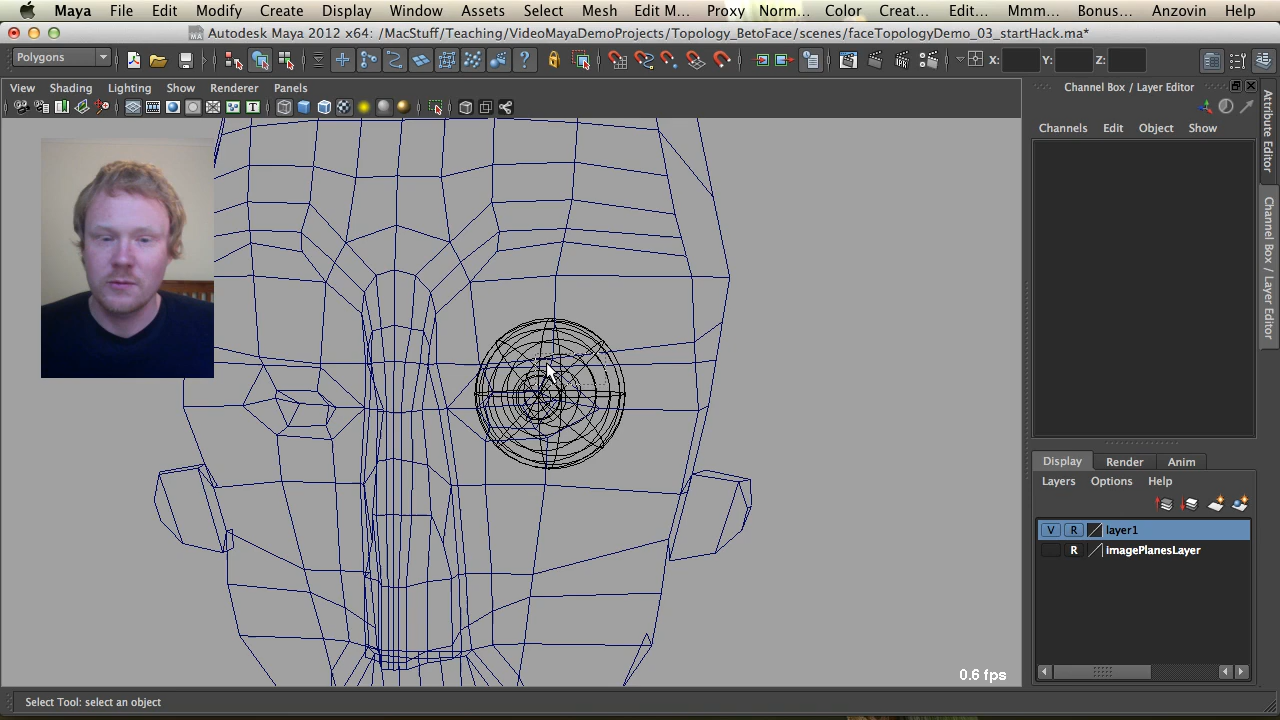 Maya File Edit Modify Create Display Window Assets Select Mesh Edit M... Proxy Norm... Color Creat... Edit... Mmm... Bonus... Anzovin Help
Autodesk Maya 2012 x64: /MacStuff/Teaching/VideoMayaDemoProjects/Topology_BetoFace/scenes/faceTopologyDemo_03_startHack.ma*
Polygons X: Y: Z:
View Shading Lighting Show Renderer Panels
Channel Box / Layer Editor
Channels Edit Object Show
Attribute Editor
Channel Box / Layer Editor
Display Render Anim
Layers Options Help
V R layer1
R imagePlanesLayer
0.6 fps
Select Tool: select an object